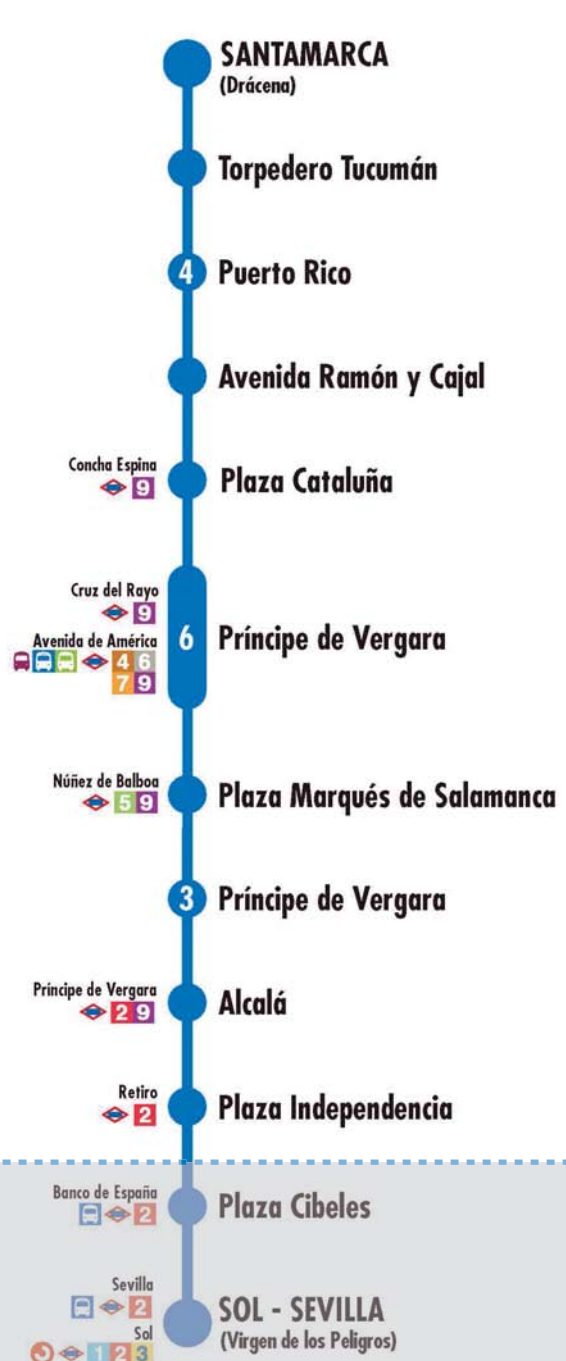 SANTAMARCA
(Drácena)
Torpedero Tucumán
4 Puerto Rico
Avenida Ramón y Cajal
Concha Espina
9
Plaza Cataluña
Cruz del Rayo
9
Avenida de América
4 6
7 9
6 Príncipe de Vergara
Núñez de Balboa
5 9
Plaza Marqués de Salamanca
3 Príncipe de Vergara
Príncipe de Vergara
2 9
Alcalá
Retiro
2
Plaza Independencia
Banco de España
2
Plaza Cibeles
Sevilla
2
Sol
1 2 3
SOL - SEVILLA
(Virgen de los Peligros)